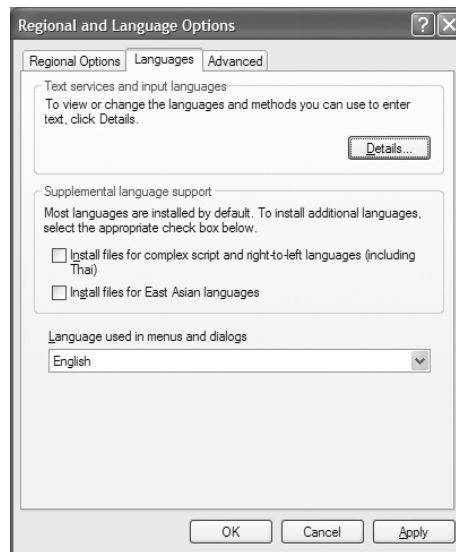 Regional and Language Options
Regional Options Languages Advanced
Text services and input languages
To view or change the languages and methods you can use to enter
text, click Details.
Details...
Supplemental language support
Most languages are installed by default. To install additional languages,
select the appropriate check box below.
Install files for complex script and right-to-left languages (including
Thai)
Install files for East Asian languages
Language used in menus and dialogs
English
OK Cancel Apply